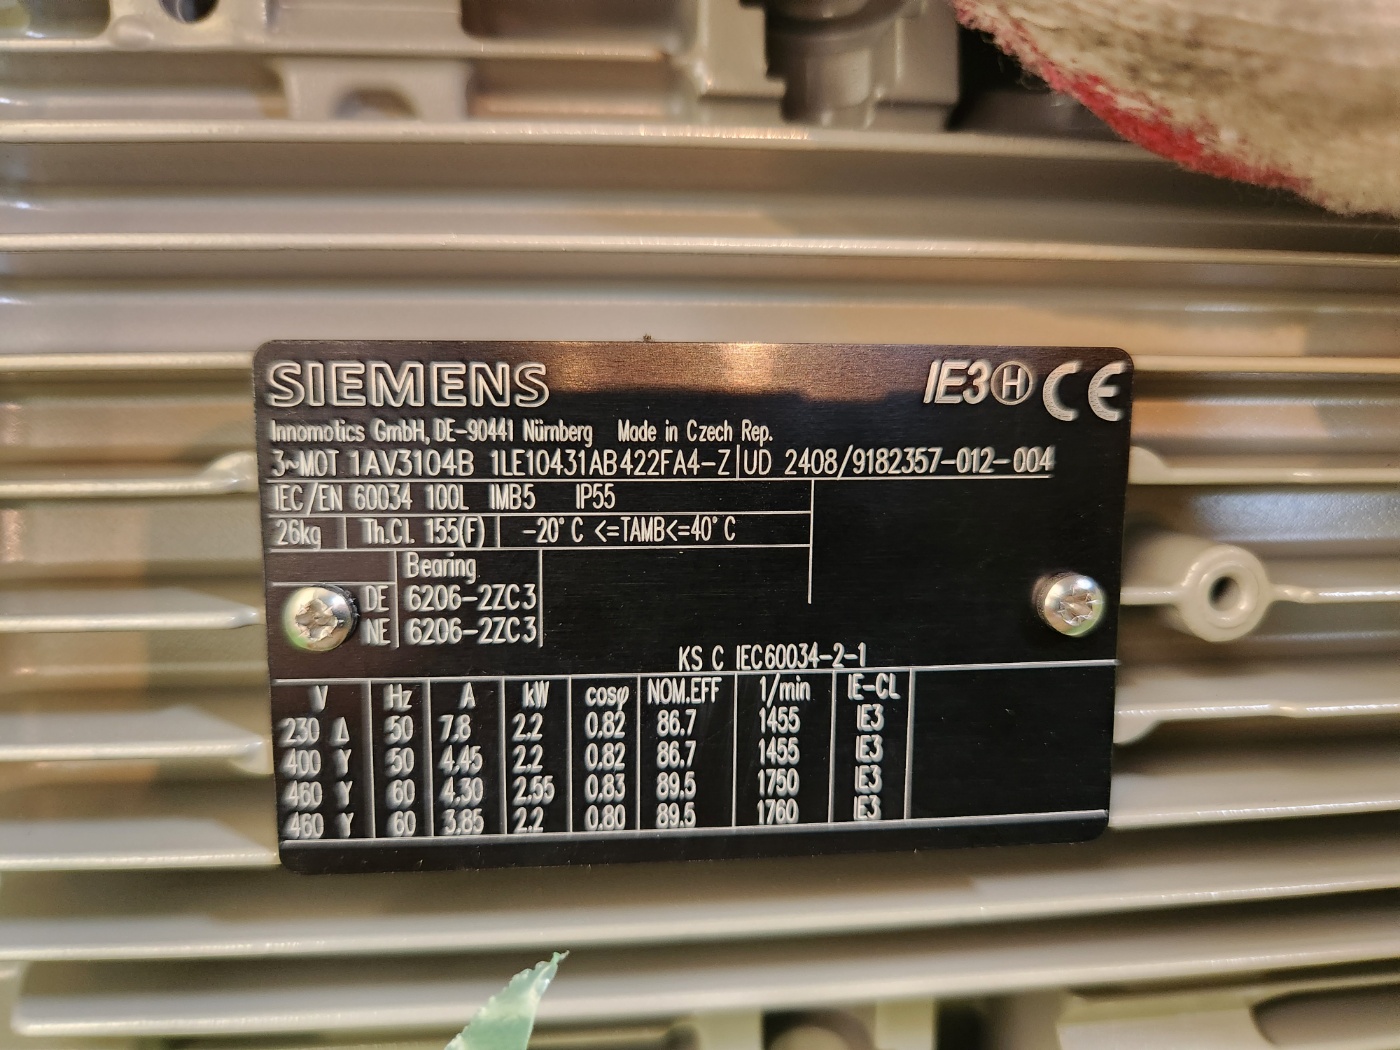 SIEMENS IE3 H CE
Innomotics GmbH, DE-90441 Nürnberg Made in Czech Rep.
3~MOT 1AV3104B 1LE10431AB422FA4-Z UD 2408/9182357-012-004
IEC/EN 60034 100L IMB5 IP55
26kg Th.Cl. 155(F) -20°C <=TAMB<=40°C
Bearing
DE 6206-2ZC3
NE 6206-2ZC3
KS C IEC60034-2-1
V Hz A kW cosφ NOM.EFF 1/min IE-CL
230 Δ 50 7.8 2.2 0.82 86.7 1455 IE3
400 Y 50 4.45 2.2 0.82 86.7 1455 IE3
460 Y 60 4.30 2.55 0.83 89.5 1750 IE3
460 Y 60 3.85 2.2 0.80 89.5 1760 IE3